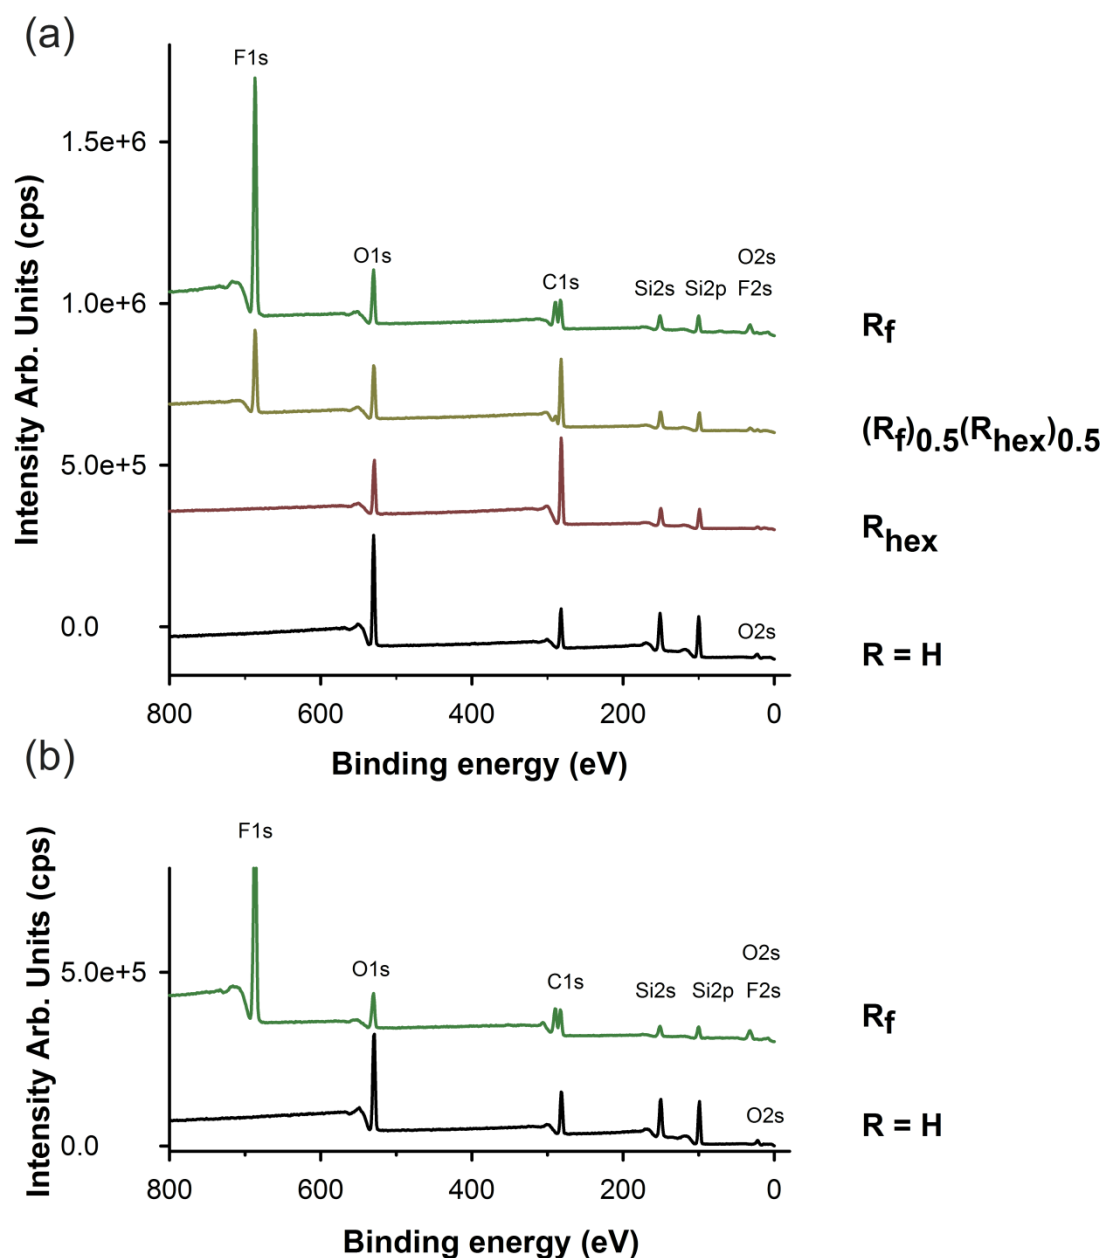 (a)
F1s
1.5e+6
O1s
O2s
C1s
Si2s
Si2p
F2s
1.0e+6
Rf
(Rf)0.5(Rhex)0.5
5.0e+5
Rhex
0.0
O2s
R = H
Intensity Arb. Units (cps)
800
600
400
200
0
Binding energy (eV)
(b)
F1s
O2s
5.0e+5
O1s
C1s
Si2s
Si2p
F2s
Rf
O2s
R = H
0.0
Intensity Arb. Units (cps)
800
600
400
200
0
Binding energy (eV)